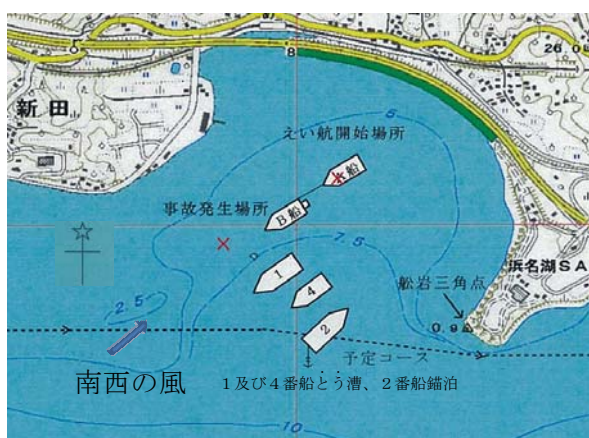 8
26.0
新田
5
えい航開始場所
A船
事故発生場所
B船
7.5
1
4
2
2.5
浜名湖SA
舩岩三角点
0.9
予定コース
南西の風
1及び4番船とう漕、2番船錨泊
10